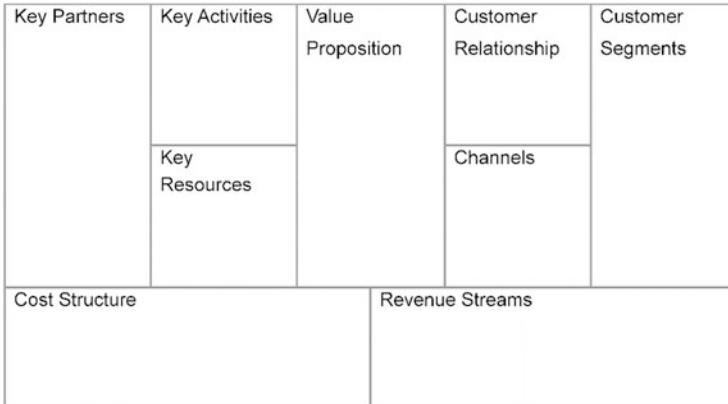 Key Partners
Key Activities
Value
Proposition
Customer
Relationship
Customer
Segments
Key
Resources
Channels
Cost Structure
Revenue Streams